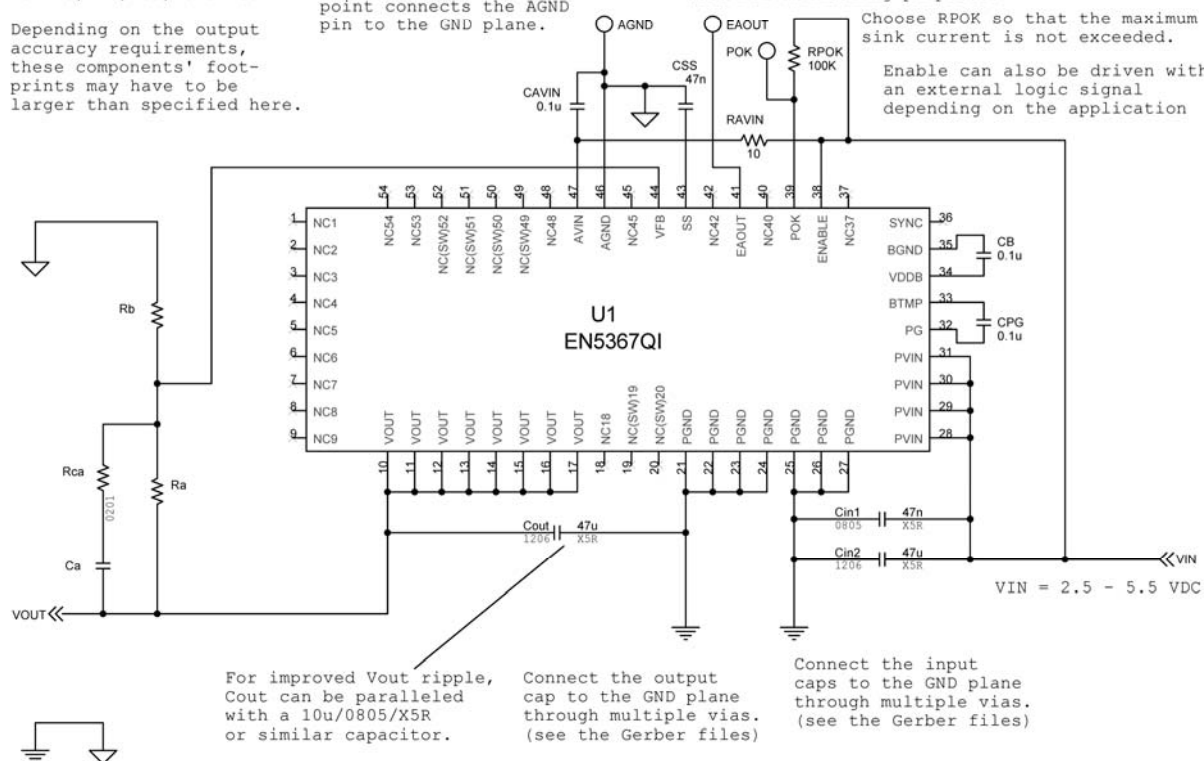 point connects the AGND
pin to the GND plane.
Depending on the output
accuracy requirements,
these components' foot-
prints may have to be
larger than specified here.
Choose RPOK so that the maximum
sink current is not exceeded.
Enable can also be driven with
an external logic signal
depending on the application
AGND
EAOUT
POK
RPOK
100K
CSS
47n
CAVIN
0.1u
RAVIN
10
54 53 52 51 50 49 48 47 46 45 44 43 42 41 40 39 38 37
NC54 NC53 NC(SW)52 NC(SW)51 NC(SW)50 NC(SW)49 NC48 AVIN AGND NC45 VFB SS NC42 EAOUT NC40 POK ENABLE NC37
1 NC1
2 NC2
3 NC3
4 NC4
5 NC5
6 NC6
7 NC7
8 NC8
9 NC9
U1
EN5367QI
SYNC 36
BGND 35
VDDB 34
BTMP 33
PG 32
PVIN 31
PVIN 30
PVIN 29
PVIN 28
CB
0.1u
CPG
0.1u
VOUT VOUT VOUT VOUT VOUT VOUT VOUT VOUT NC18 NC(SW)19 NC(SW)20 PGND PGND PGND PGND PGND PGND PGND
10 11 12 13 14 15 16 17 18 19 20 21 22 23 24 25 26 27
Rb
Rca
0201
Ra
Ca
VOUT
Cout 47u
1206 X5R
Cin1 47n
0805 X5R
Cin2 47u
1206 X5R
VIN
VIN = 2.5 - 5.5 VDC
For improved Vout ripple,
Cout can be paralleled
with a 10u/0805/X5R
or similar capacitor.
Connect the output
cap to the GND plane
through multiple vias.
(see the Gerber files)
Connect the input
caps to the GND plane
through multiple vias.
(see the Gerber files)